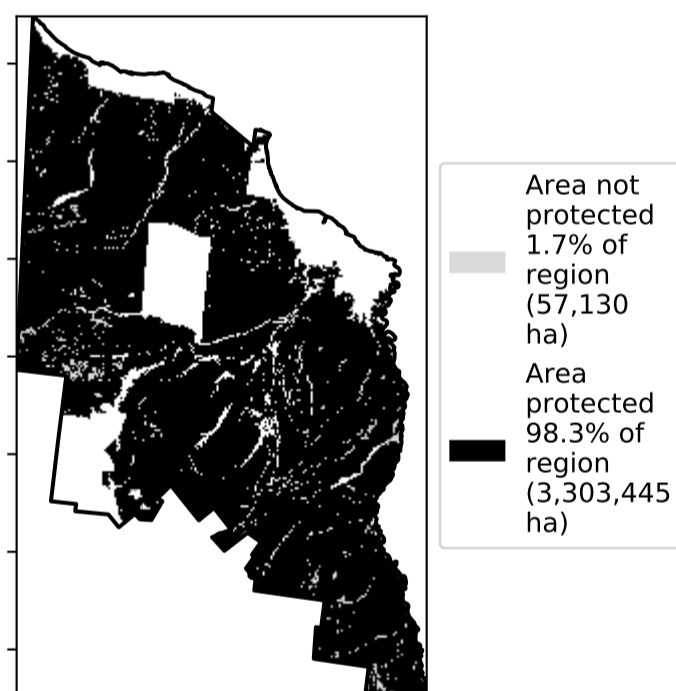 Area not
protected
1.7% of
region
(57,130
ha)
Area
protected
98.3% of
region
(3,303,445
ha)